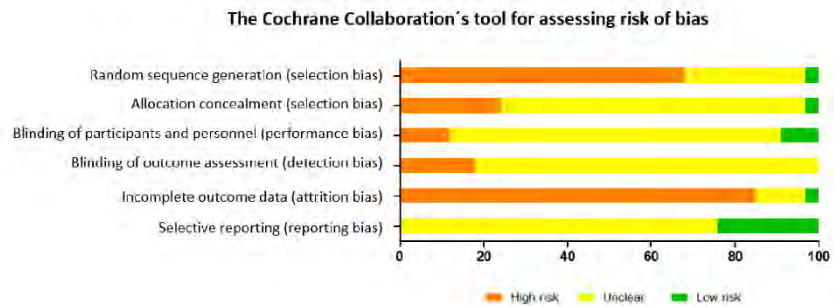 The Cochrane Collaboration´s tool for assessing risk of bias
Random sequence generation (selection bias)
Allocation concealment (selection bias)
Blinding of participants and personnel (performance bias)
Blinding of outcome assessment (detection bias)
Incomplete outcome data (attrition bias)
Selective reporting (reporting bias)
0 20 40 60 80 100
High risk Unclear Low risk